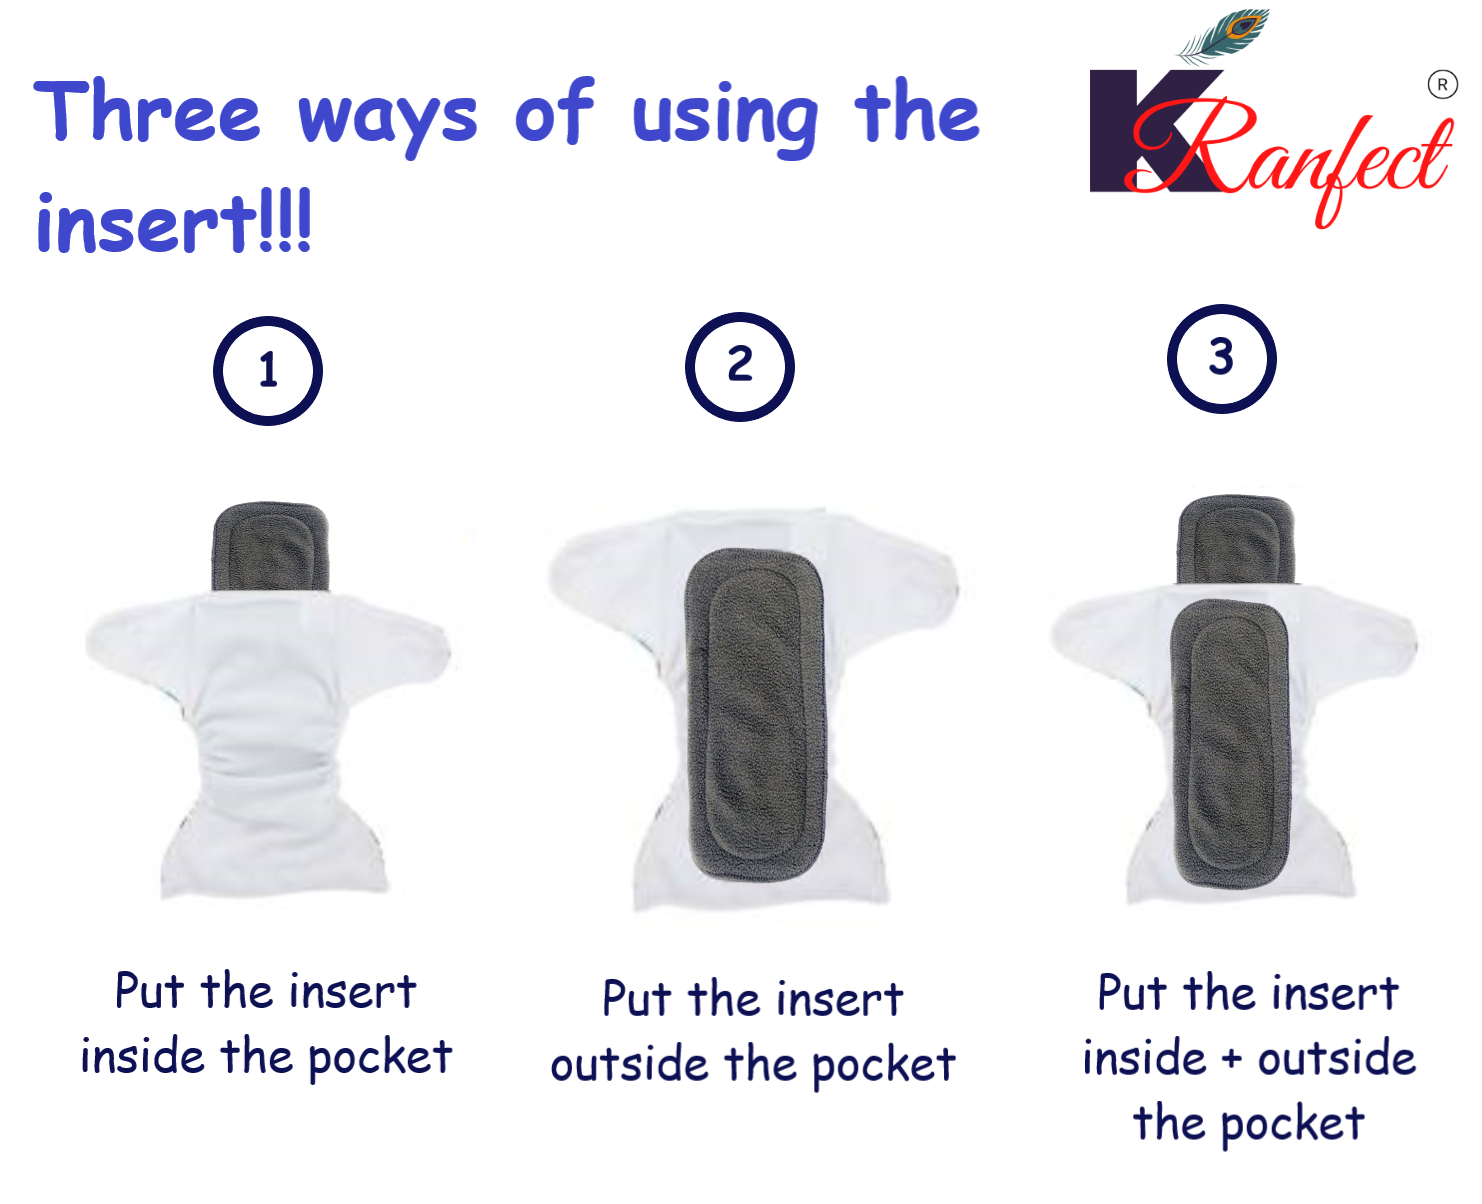 Three ways of using the
insert!!!
K Ranfect ®
1
2
3
Put the insert
inside the pocket
Put the insert
outside the pocket
Put the insert
inside + outside
the pocket